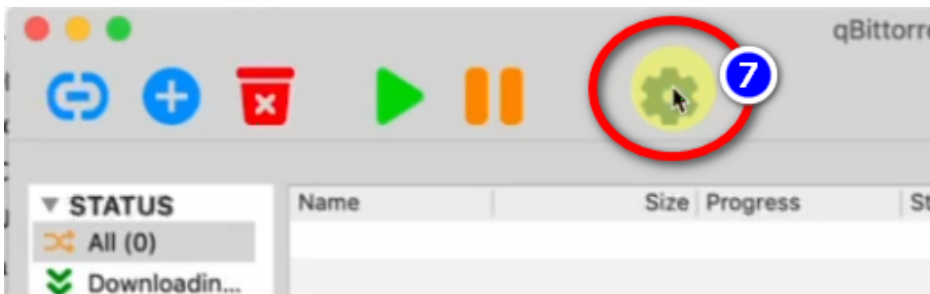 qBittorre
7
STATUS
Name Size Progress St
All (0)
Downloadin...